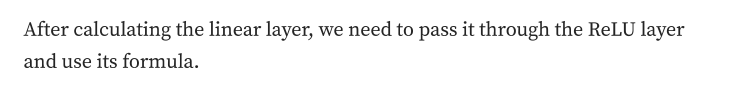 After calculating the linear layer, we need to pass it through the ReLU layer
and use its formula.